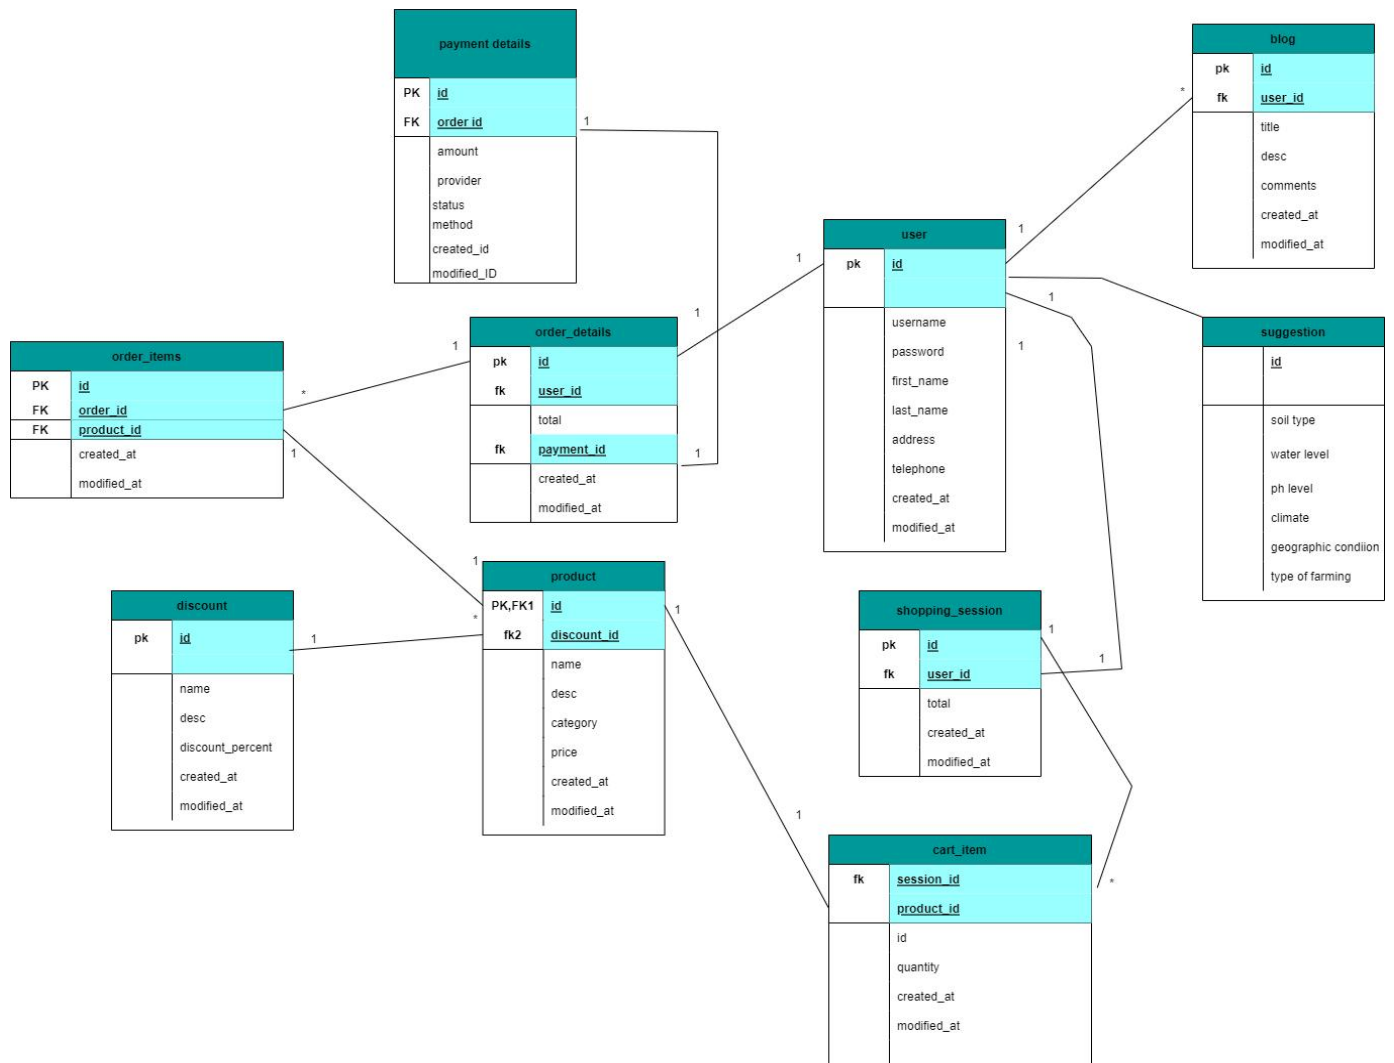 payment details
PK id
FK order id
amount
provider
status
method
created_id
modified_ID
1
blog
pk id
fk user_id
title
desc
comments
created_at
modified_at
*
1
user
pk id
username
password
first_name
last_name
address
telephone
created_at
modified_at
1
1
1
suggestion
id
soil type
water level
ph level
climate
geographic condiion
type of farming
order_details
pk id
fk user_id
total
fk payment_id
created_at
modified_at
1
1
1
order_items
PK id
FK order_id
FK product_id
created_at
modified_at
*
1
product
PK,FK1 id
fk2 discount_id
name
desc
category
price
created_at
modified_at
1
*
1
discount
pk id
name
desc
discount_percent
created_at
modified_at
1
shopping_session
pk id
fk user_id
total
created_at
modified_at
1
1
cart_item
fk session_id
product_id
id
quantity
created_at
modified_at
1
*